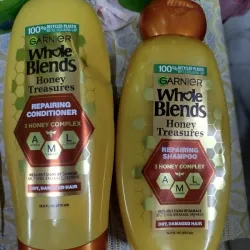 100% RECYCLED PLASTIC
GARNIER
Whole
Blends
Honey
Treasures
REPAIRING
CONDITIONER
3 HONEY COMPLEX
A
M
L
DRY, DAMAGED HAIR
100% RECYCLED PLASTIC
GARNIER
Whole
Blends
Honey
Treasures
REPAIRING
SHAMPOO
3 HONEY COMPLEX
A
M
L
DRY, DAMAGED HAIR